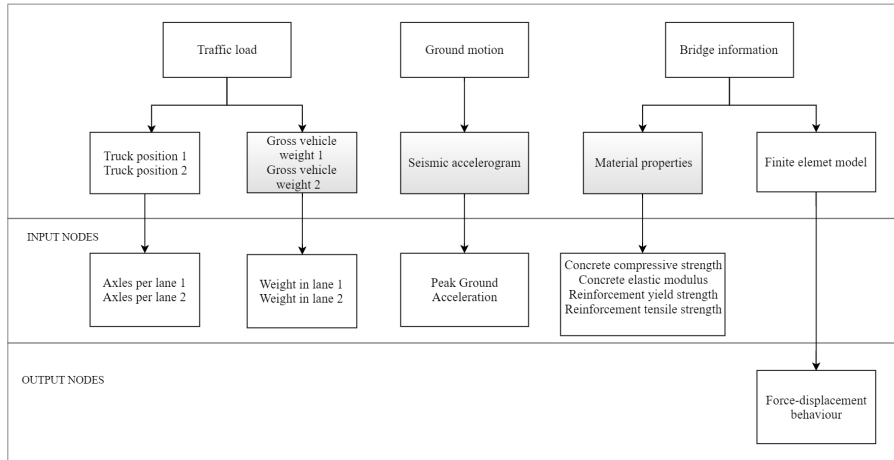 Traffic load
Ground motion
Bridge information
Truck position 1
Truck position 2
Gross vehicle
weight 1
Gross vehicle
weight 2
Seismic accelerogram
Material properties
Finite elemet model
INPUT NODES
Axles per lane 1
Axles per lane 2
Weight in lane 1
Weight in lane 2
Peak Ground
Acceleration
Concrete compressive strength
Concrete elastic modulus
Reinforcement yield strength
Reinforcement tensile strength
OUTPUT NODES
Force-displacement
behaviour